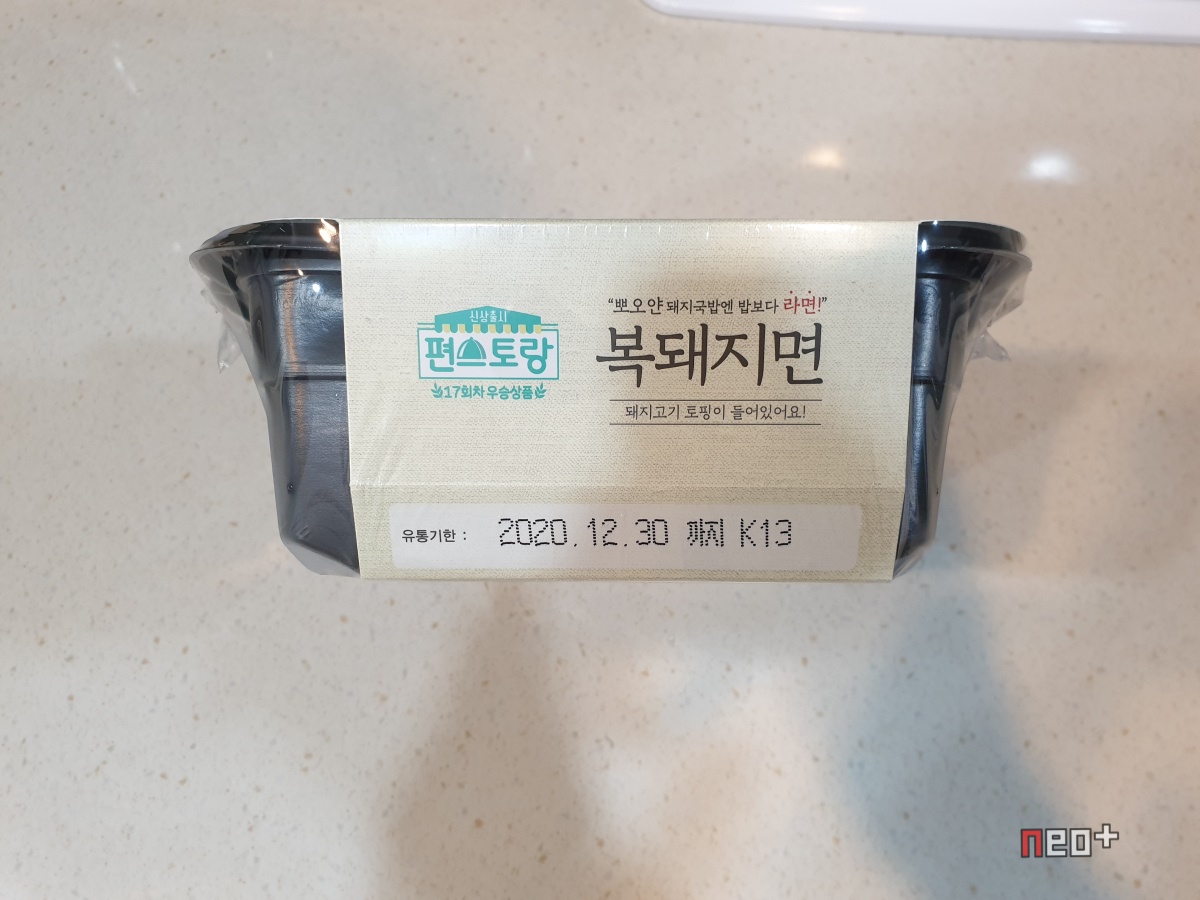 신상출시
편스토랑
17회차 우승상품
“뽀오얀 돼지국밥엔 밥보다 라면!”
복돼지면
돼지고기 토핑이 들어있어요!
유통기한 : 2020.12.30 까지 K13
neo+